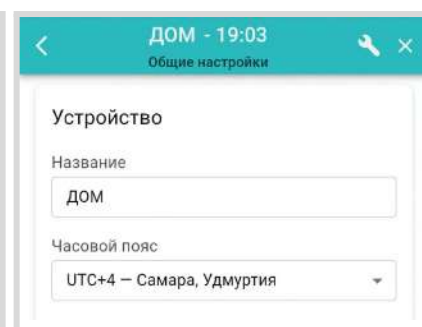 ДОМ - 19:03
Общие настройки
Устройство
Название
ДОМ
Часовой пояс
UTC+4 — Самара, Удмуртия